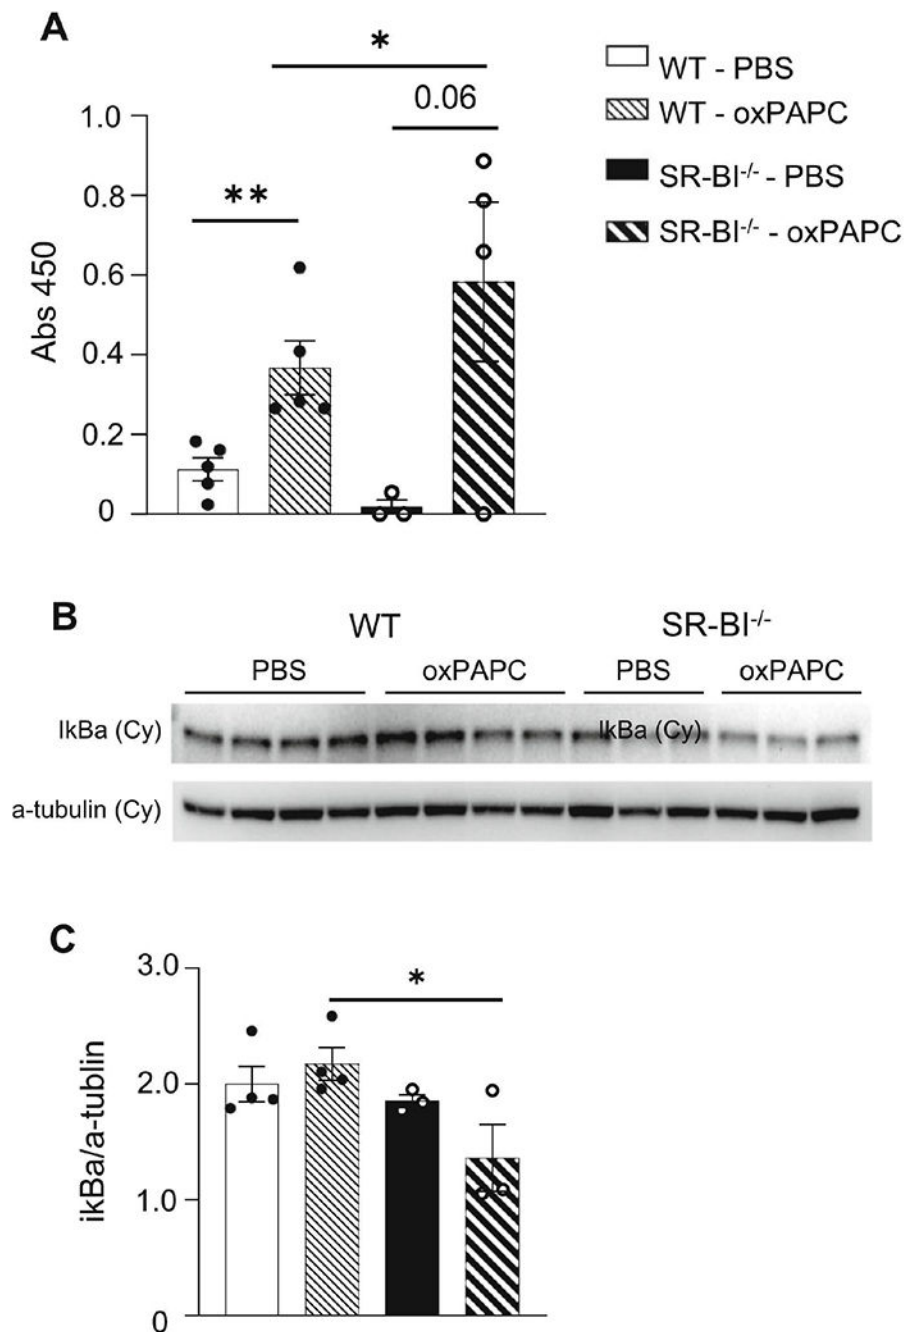 A
*
0.06
**
1.0
0.8
0.6
0.4
0.2
0
Abs 450
WT - PBS
WT - oxPAPC
SR-BI-/- - PBS
SR-BI-/- - oxPAPC
B
WT SR-BI-/-
PBS oxPAPC PBS oxPAPC
IkBa (Cy) IkBa (Cy)
a-tubulin (Cy)
C
*
3.0
2.0
1.0
0
ikBa/a-tublin